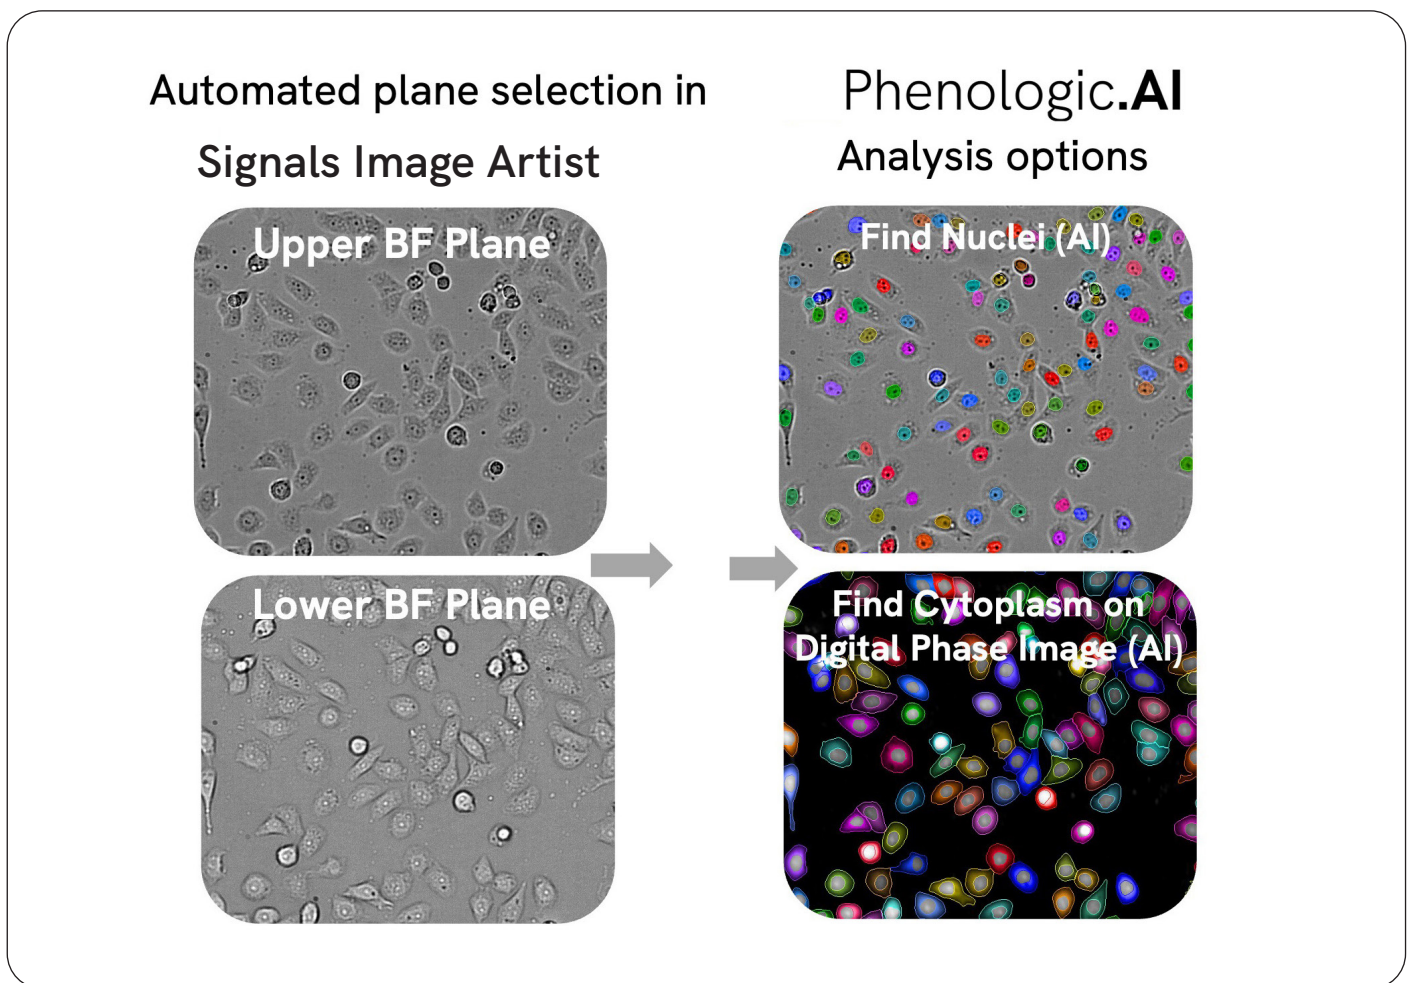 Automated plane selection in
Signals Image Artist
Upper BF Plane
Lower BF Plane
Phenologic.AI
Analysis options
Find Nuclei (AI)
Find Cytoplasm on
Digital Phase Image (AI)